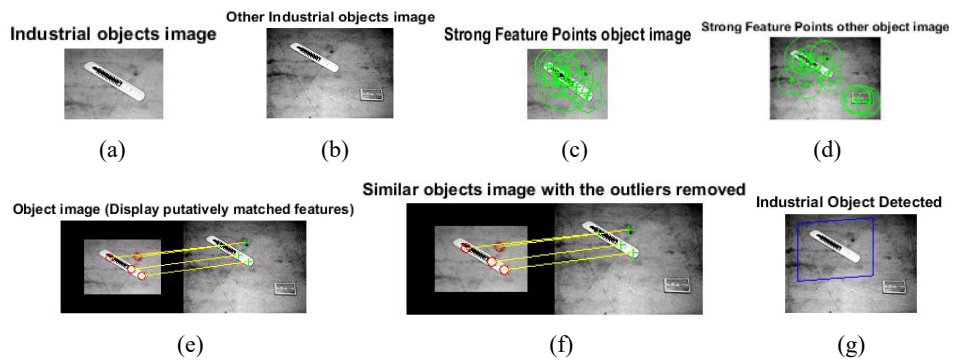 Industrial objects image
Other Industrial objects image
Strong Feature Points object image
Strong Feature Points other object image
(a)
(b)
(c)
(d)
Object image (Display putatively matched features)
Similar objects image with the outliers removed
Industrial Object Detected
(e)
(f)
(g)